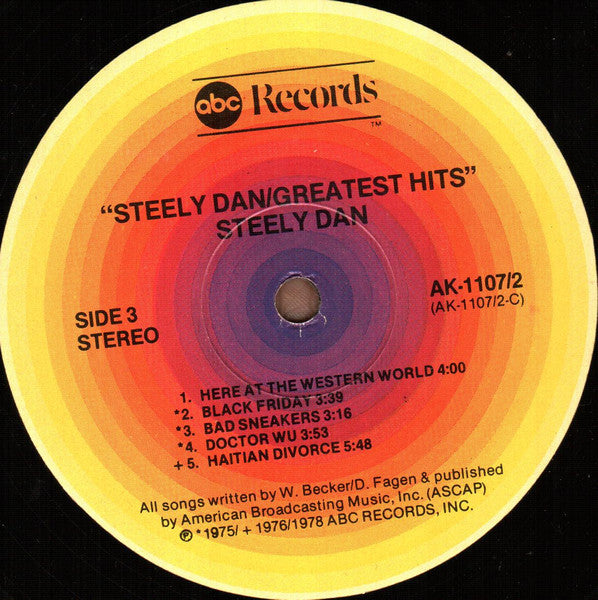 abc Records
TM
"STEELY DAN/GREATEST HITS"
STEELY DAN
AK-1107/2
(AK-1107/2-C)
SIDE 3
STEREO
1. HERE AT THE WESTERN WORLD 4:00
*2. BLACK FRIDAY 3:39
*3. BAD SNEAKERS 3:16
*4. DOCTOR WU 3:53
+5. HAITIAN DIVORCE 5:48
All songs written by W. Becker/D. Fagen & published
by American Broadcasting Music, Inc. (ASCAP)
℗ *1975/ + 1976/1978 ABC RECORDS, INC.